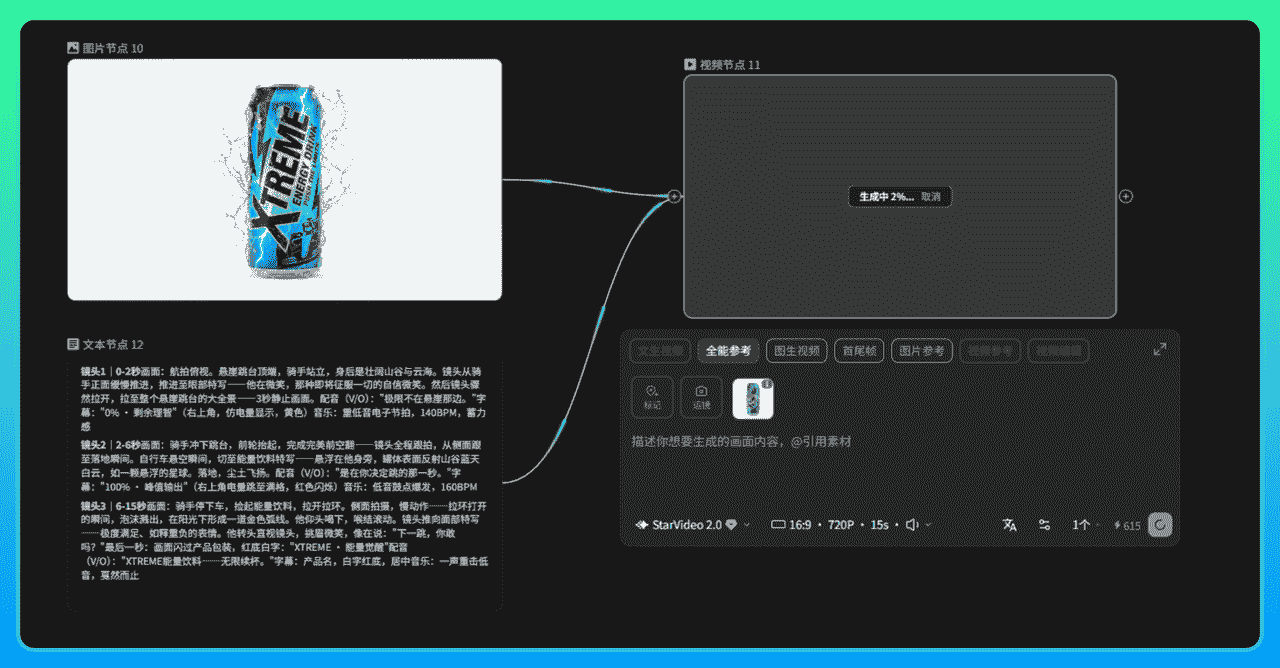 图片节点 10
XTREME
ENERGY DRINK
文本节点 12
镜头1｜0-2秒画面：航拍俯视。悬崖跳台顶端，骑手站立，身后是壮阔山谷与云海。镜头从骑
手正面缓慢推进，推进至眼部特写——他在微笑，那种即将征服一切的自信微笑。然后镜头骤
然拉开，拉至整个悬崖跳台的大全景——3秒静止画面。配音（V/O）："极限不在悬崖那边。"字
幕："0% · 剩余理智"（右上角，仿电量显示，黄色）音乐：重低音电子节拍，140BPM，蓄力
感
镜头2｜2-6秒画面：骑手冲下跳台，前轮抬起，完成完美前空翻——镜头全程跟拍，从侧面跟
至落地瞬间。自行车悬空瞬间，切至能量饮料特写——悬浮在他身旁，罐体表面反射山谷蓝天
白云，如一颗悬浮的星球。落地，尘土飞扬。配音（V/O）："是在你决定跳的那一秒。"字
幕："100% · 峰值输出"（右上角电量跳至满格，红色闪烁）音乐：低音鼓点爆发，160BPM
镜头3｜6-15秒画面：骑手停下车，捡起能量饮料，拉开拉环。侧面拍摄，慢动作——拉环打开
的瞬间，泡沫溅出，在阳光下形成一道金色弧线。他仰头喝下，喉结滚动。镜头推向面部特写
——极度满足、如释重负的表情。他转头直视镜头，挑眉微笑，像在说："下一跳，你敢
吗？"最后一秒：画面闪过产品包装，红底白字："XTREME · 能量觉醒"配音
（V/O）："XTREME能量饮料——无限续杯。"字幕：产品名，白字红底，居中音乐：一声重击低
音，戛然而止
视频节点 11
生成中 2%... 取消
文生视频 全能参考 图生视频 首尾帧 图片参考 视频参考 视频编辑
标记 运镜
描述你想要生成的画面内容，@引用素材
StarVideo 2.0 16:9 · 720P · 15s · 1个 615